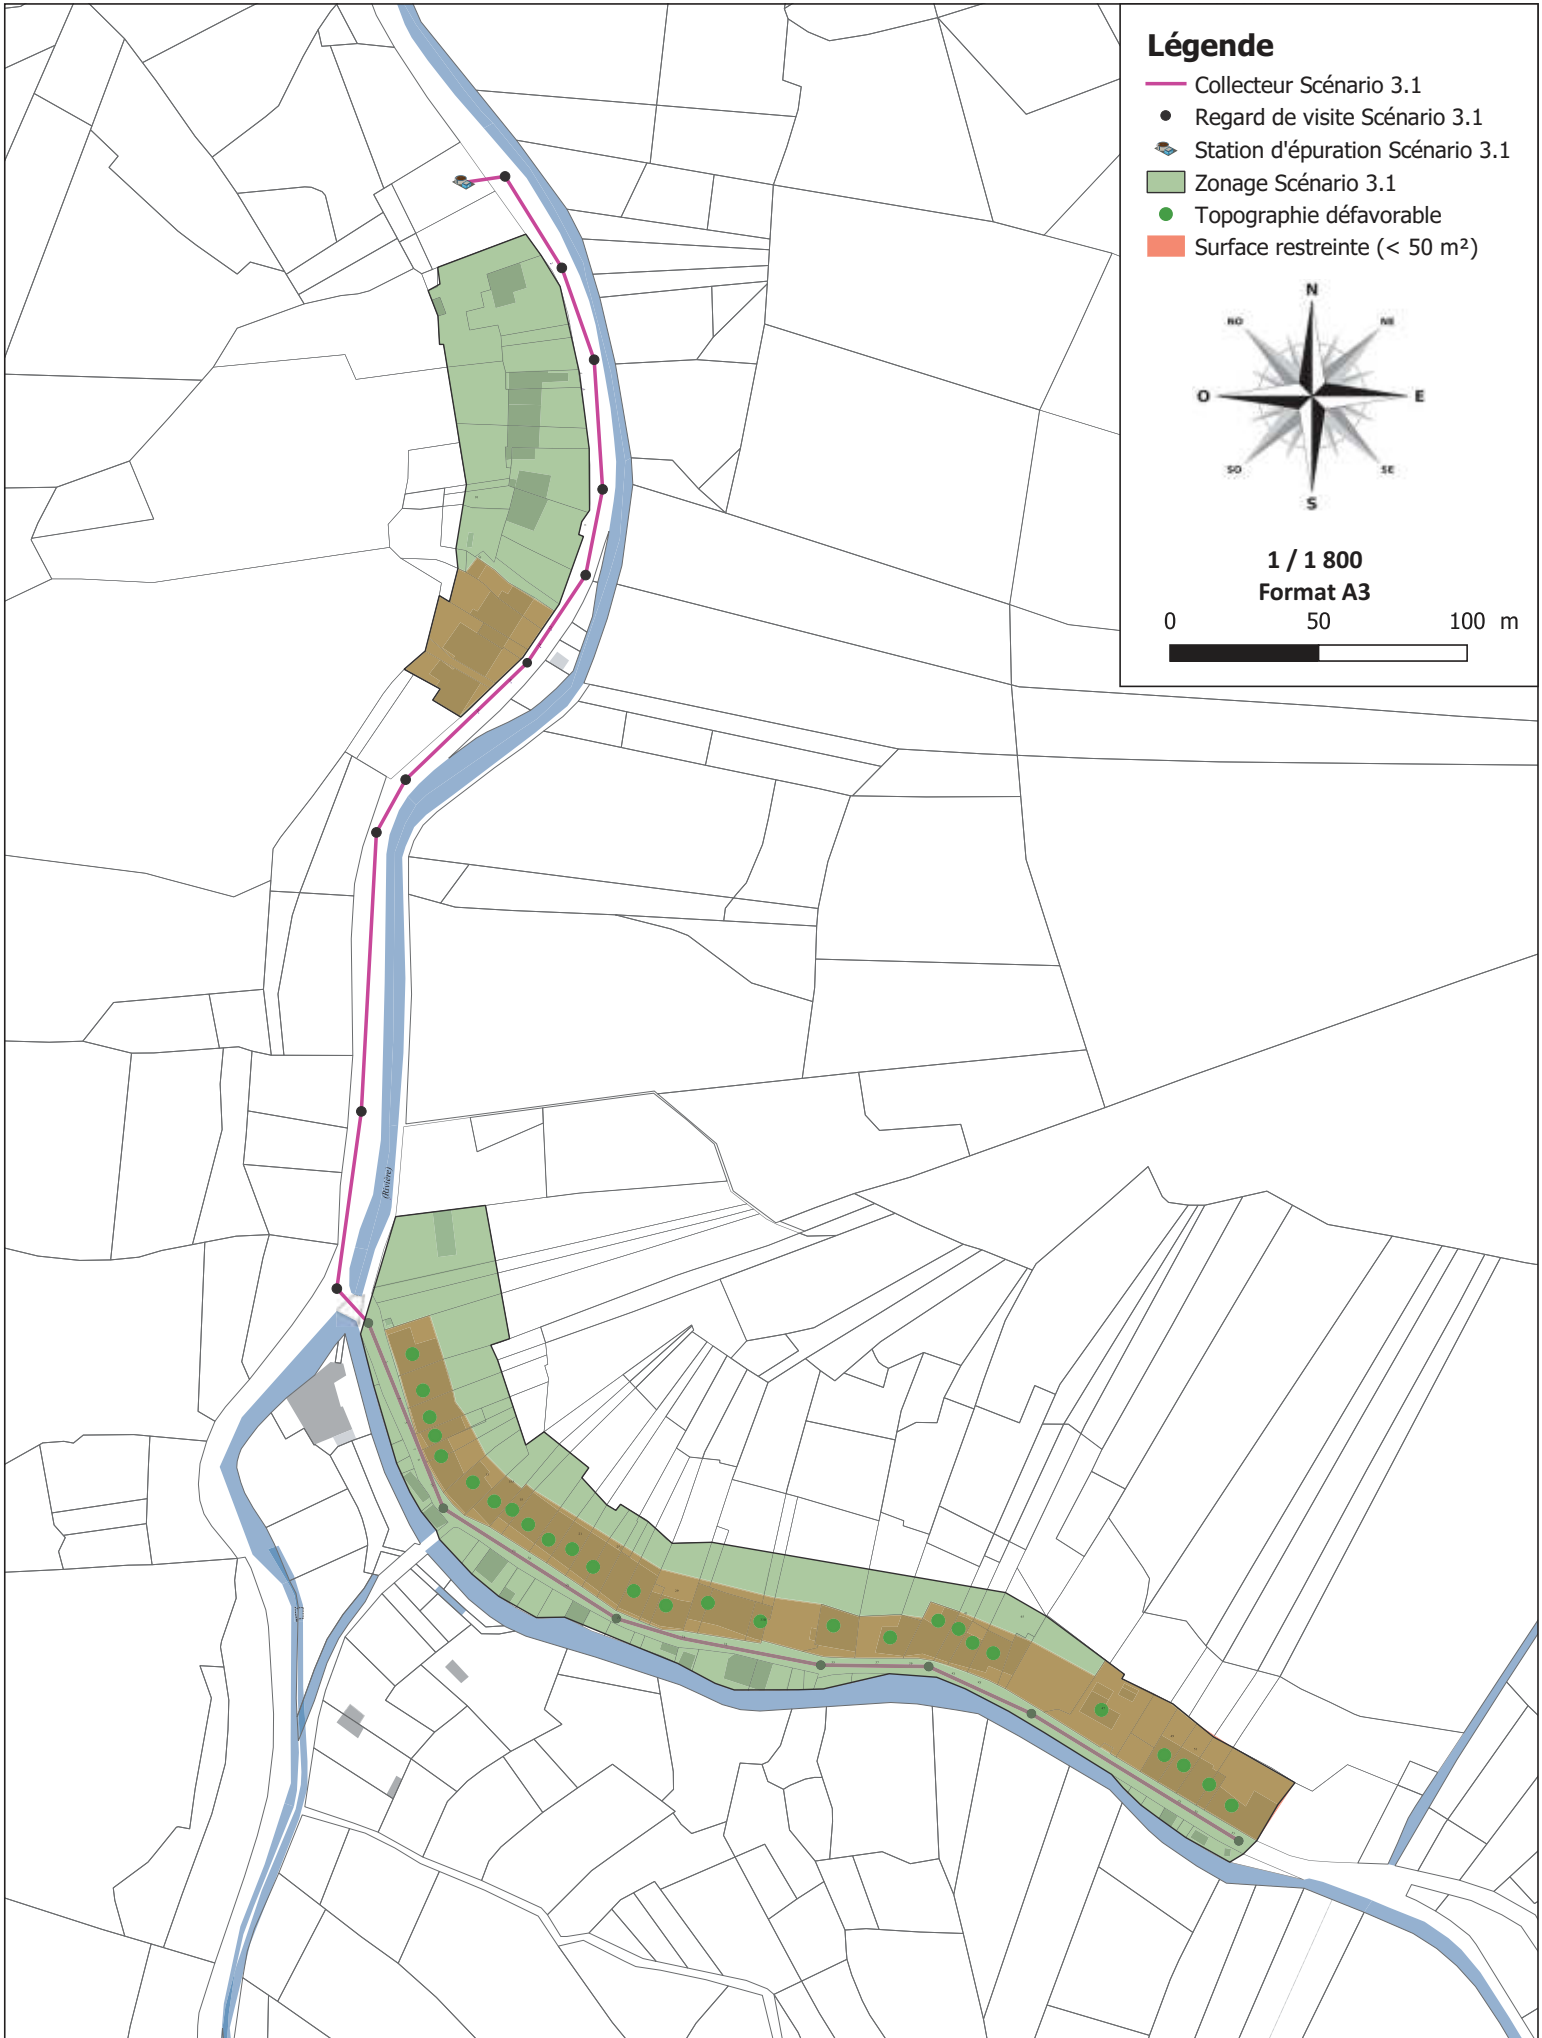 Légende
Collecteur Scénario 3.1
Regard de visite Scénario 3.1
Station d'épuration Scénario 3.1
Zonage Scénario 3.1
Topographie défavorable
Surface restreinte (< 50 m²)
N
NO NE
O E
SO SE
S
1 / 1 800
Format A3
0 50 100 m
(Rivière)